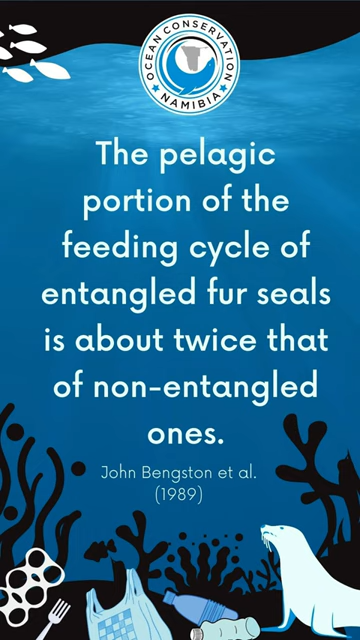 OCEAN CONSERVATION
NAMIBIA
The pelagic
portion of the
feeding cycle of
entangled fur seals
is about twice that
of non-entangled
ones.
John Bengston et al.
(1989)